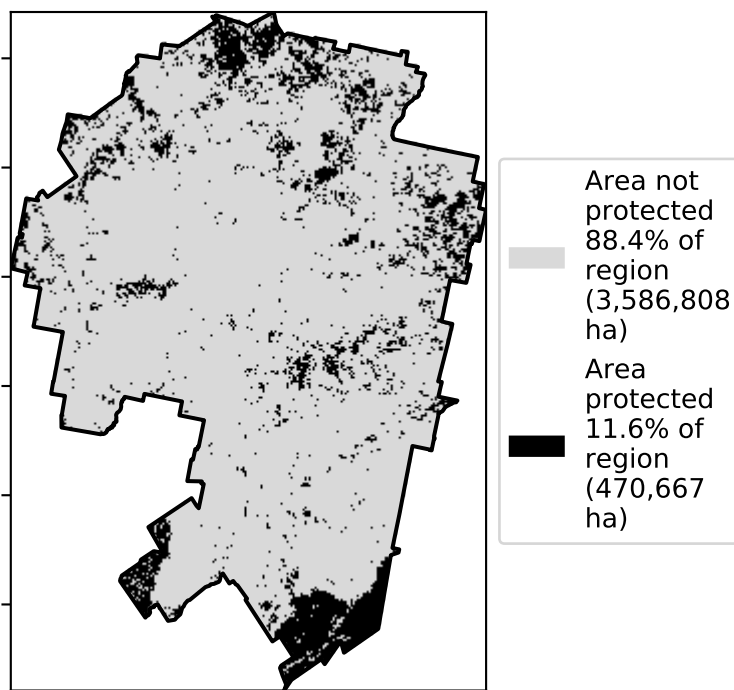 Area not
protected
88.4% of
region
(3,586,808
ha)
Area
protected
11.6% of
region
(470,667
ha)